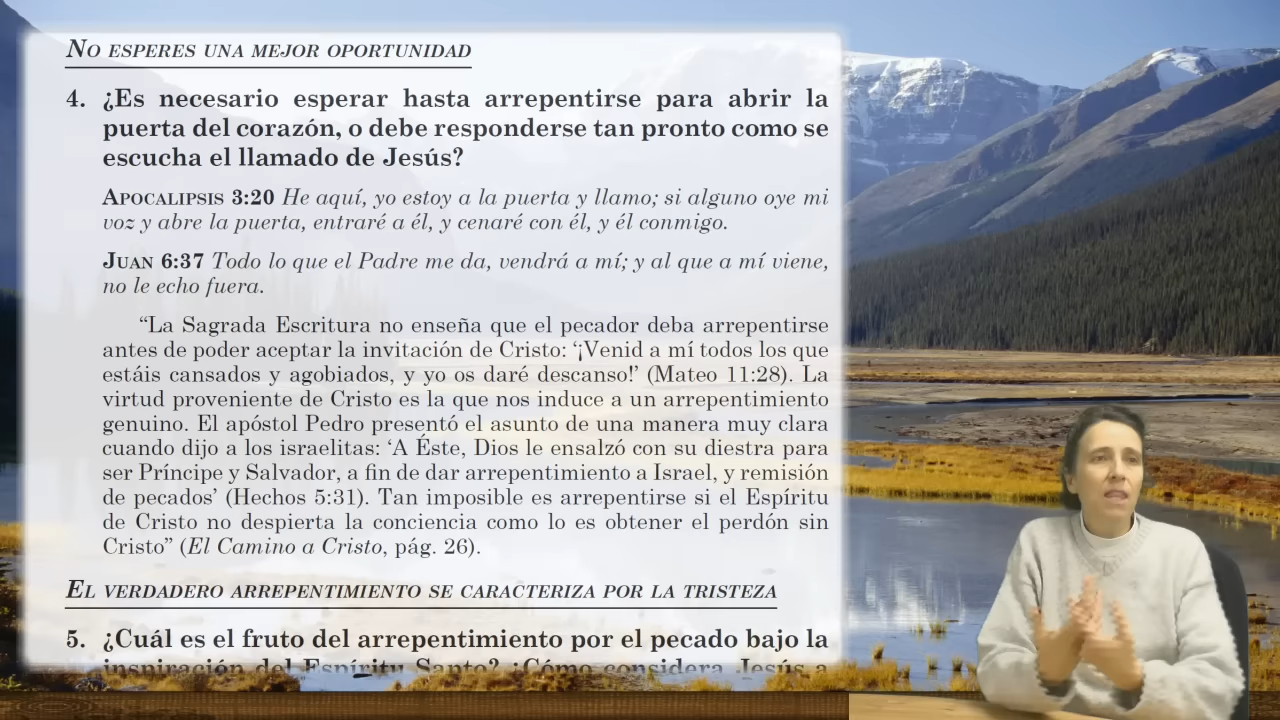 No esperes una mejor oportunidad
4. ¿Es necesario esperar hasta arrepentirse para abrir la
puerta del corazón, o debe responderse tan pronto como se
escucha el llamado de Jesús?
Apocalipsis 3:20 He aquí, yo estoy a la puerta y llamo; si alguno oye mi
voz y abre la puerta, entraré a él, y cenaré con él, y él conmigo.
Juan 6:37 Todo lo que el Padre me da, vendrá a mí; y al que a mí viene,
no le echo fuera.
“La Sagrada Escritura no enseña que el pecador deba arrepentirse
antes de poder aceptar la invitación de Cristo: ‘¡Venid a mí todos los que
estáis cansados y agobiados, y yo os daré descanso!’ (Mateo 11:28). La
virtud proveniente de Cristo es la que nos induce a un arrepentimiento
genuino. El apóstol Pedro presentó el asunto de una manera muy clara
cuando dijo a los israelitas: ‘A Éste, Dios le ensalzó con su diestra para
ser Príncipe y Salvador, a fin de dar arrepentimiento a Israel, y remisión
de pecados’ (Hechos 5:31). Tan imposible es arrepentirse si el Espíritu
de Cristo no despierta la conciencia como lo es obtener el perdón sin
Cristo” (El Camino a Cristo, pág. 26).
El verdadero arrepentimiento se caracteriza por la tristeza
5. ¿Cuál es el fruto del arrepentimiento por el pecado bajo la
inspiración del Espíritu Santo? ¿Cómo considera Jesús a